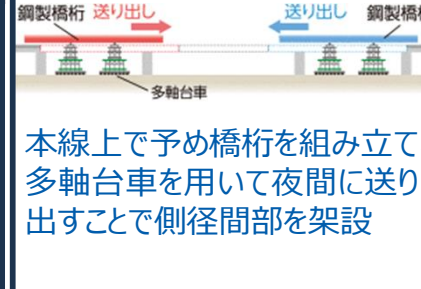 鋼製橋桁 送り出し 送り出し 鋼製橋
多軸台車
本線上で予め橋桁を組み立て
多軸台車を用いて夜間に送り
出すことで側径間部を架設